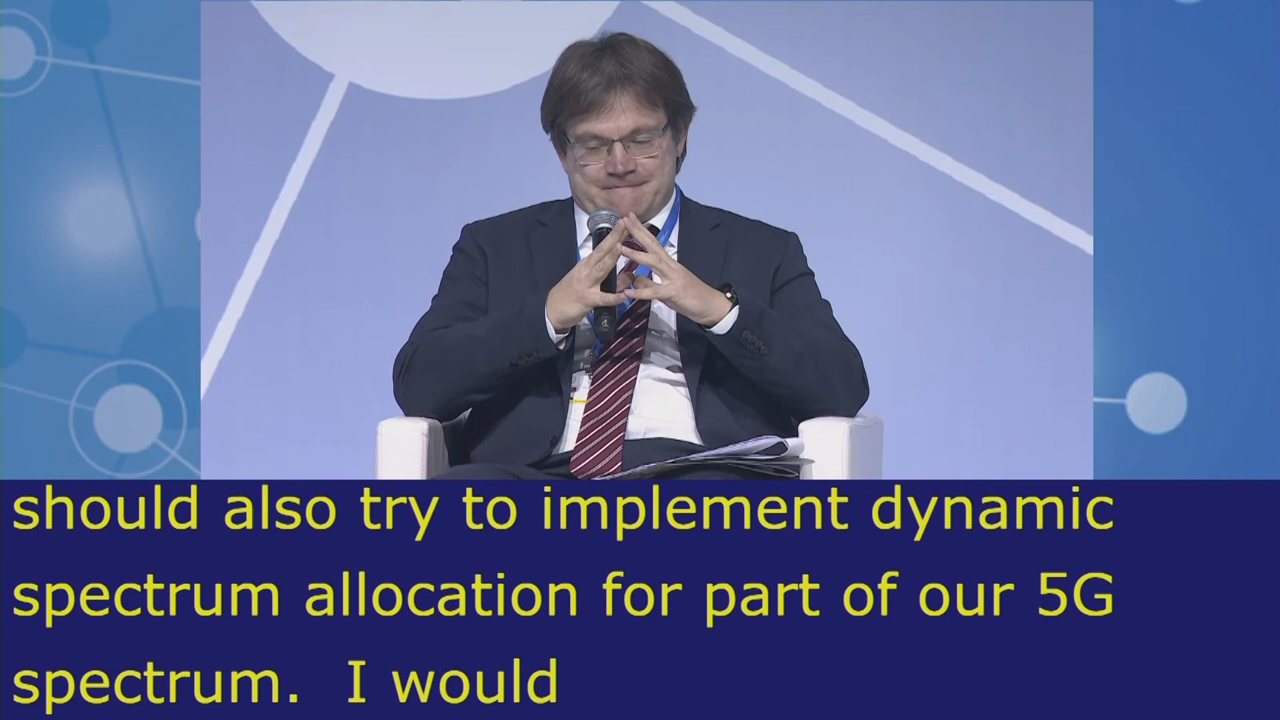 should also try to implement dynamic
spectrum allocation for part of our 5G
spectrum.  I would